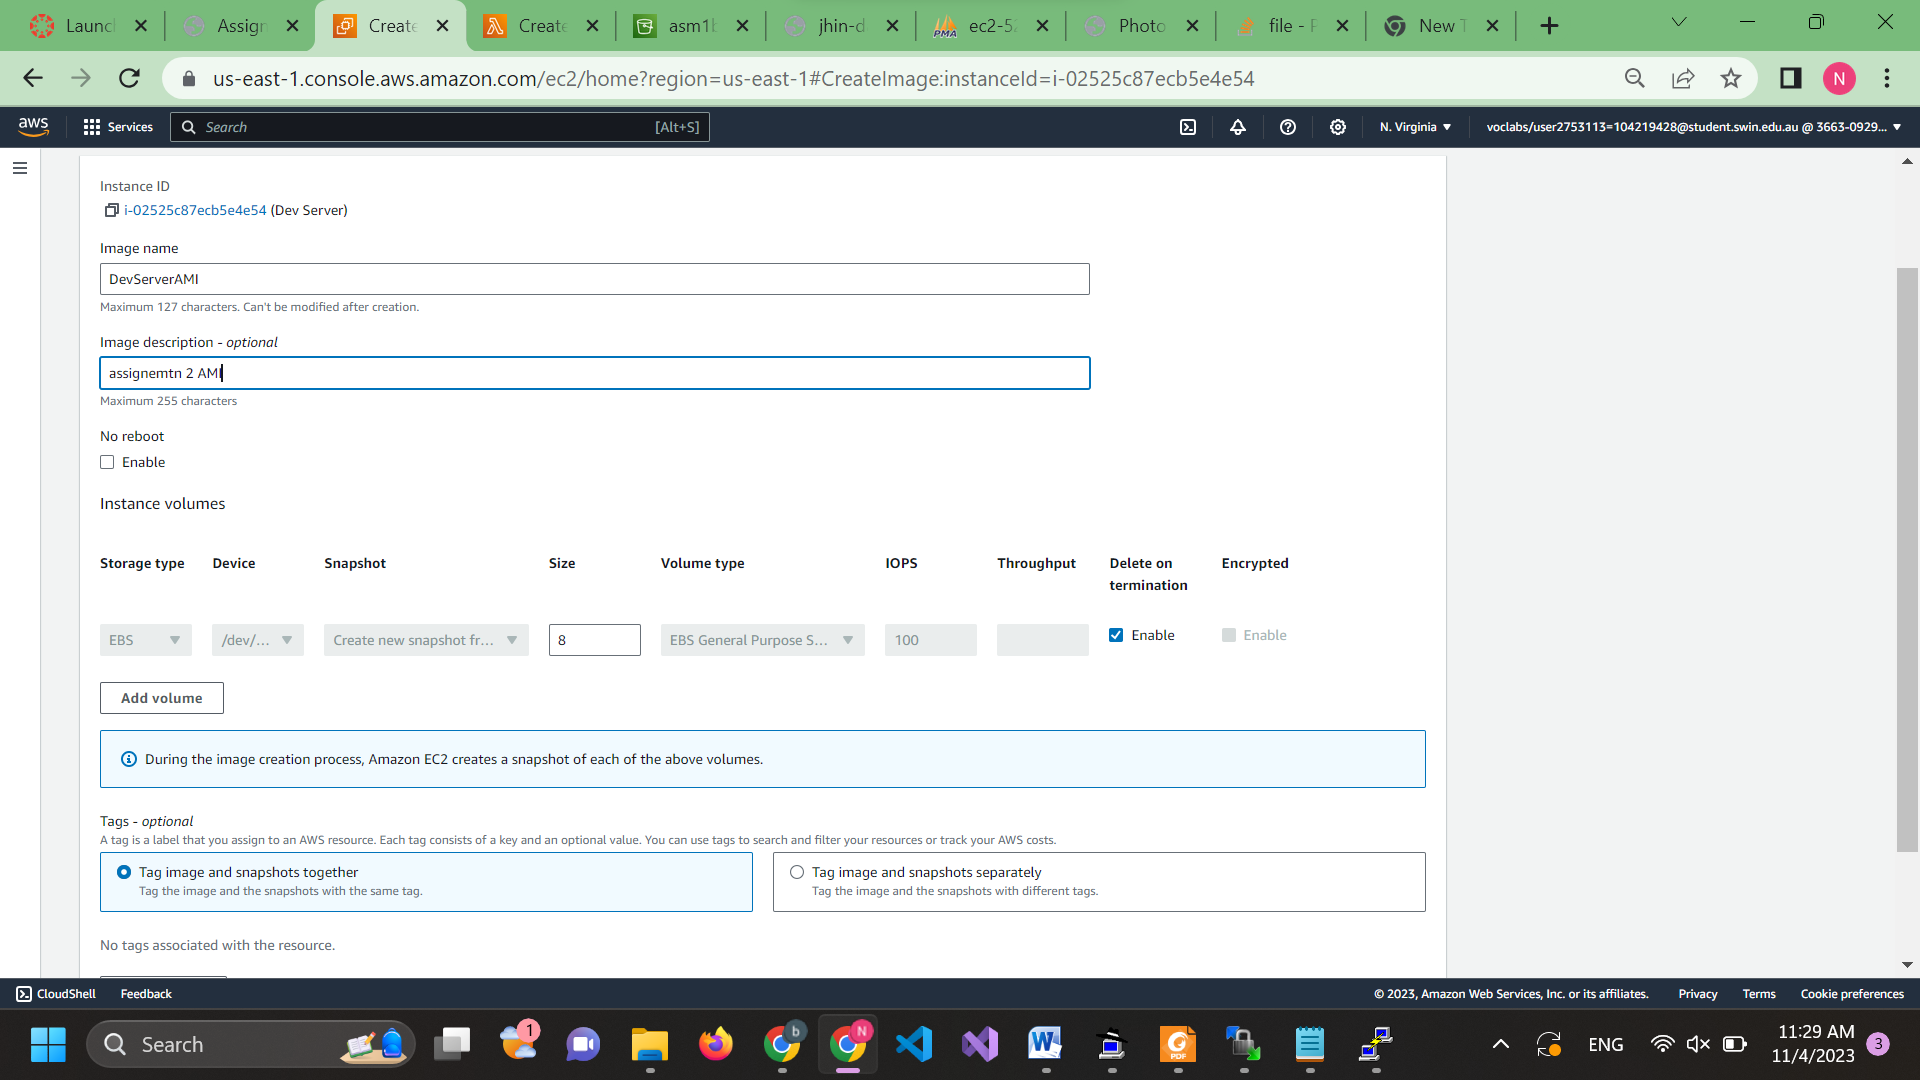 Launc
Assign
Create
Create
asm1b
jhin-d
PMA
ec2-52
Photo
file - P
New T
us-east-1.console.aws.amazon.com/ec2/home?region=us-east-1#CreateImage:instanceId=i-02525c87ecb5e4e54
N
aws
Services
Search
[Alt+S]
N. Virginia
voclabs/user2753113=104219428@student.swin.edu.au @ 3663-0929...
Instance ID
i-02525c87ecb5e4e54 (Dev Server)
Image name
DevServerAMI
Maximum 127 characters. Can't be modified after creation.
Image description - optional
assignemtn 2 AMI
Maximum 255 characters
No reboot
Enable
Instance volumes
Storage type Device Snapshot Size Volume type IOPS Throughput Delete on termination Encrypted
EBS /dev/... Create new snapshot fr... 8 EBS General Purpose S... 100 Enable Enable
Add volume
During the image creation process, Amazon EC2 creates a snapshot of each of the above volumes.
Tags - optional
A tag is a label that you assign to an AWS resource. Each tag consists of a key and an optional value. You can use tags to search and filter your resources or track your AWS costs.
Tag image and snapshots together
Tag the image and the snapshots with the same tag.
Tag image and snapshots separately
Tag the image and the snapshots with different tags.
No tags associated with the resource.
CloudShell Feedback
© 2023, Amazon Web Services, Inc. or its affiliates. Privacy Terms Cookie preferences
Search
1
b
N
W
PDF
ENG
11:29 AM
11/4/2023
3